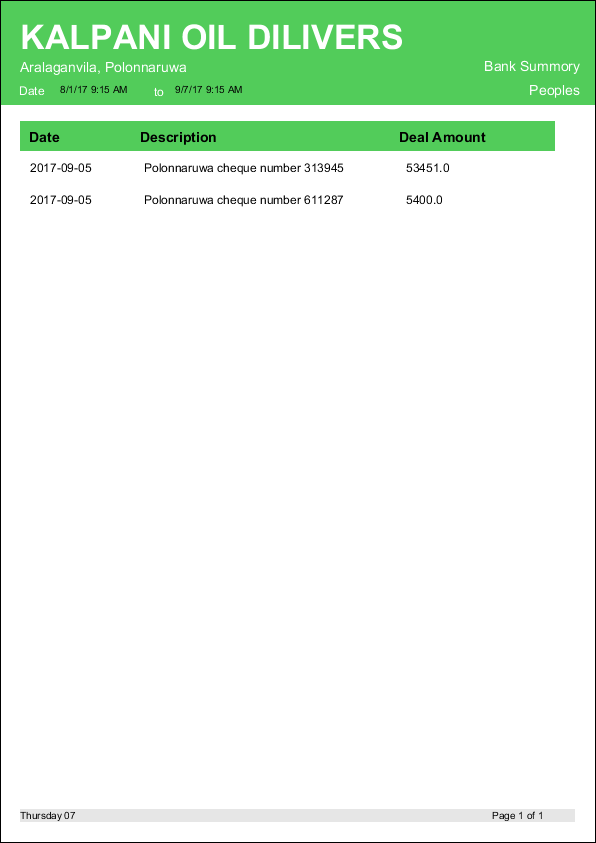 KALPANI OIL DILIVERS
Aralaganvila, Polonnaruwa
Bank Summory
Date 8/1/17 9:15 AM to 9/7/17 9:15 AM
Peoples
Date Description Deal Amount
2017-09-05 Polonnaruwa cheque number 313945 53451.0
2017-09-05 Polonnaruwa cheque number 611287 5400.0
Thursday 07 Page 1 of 1